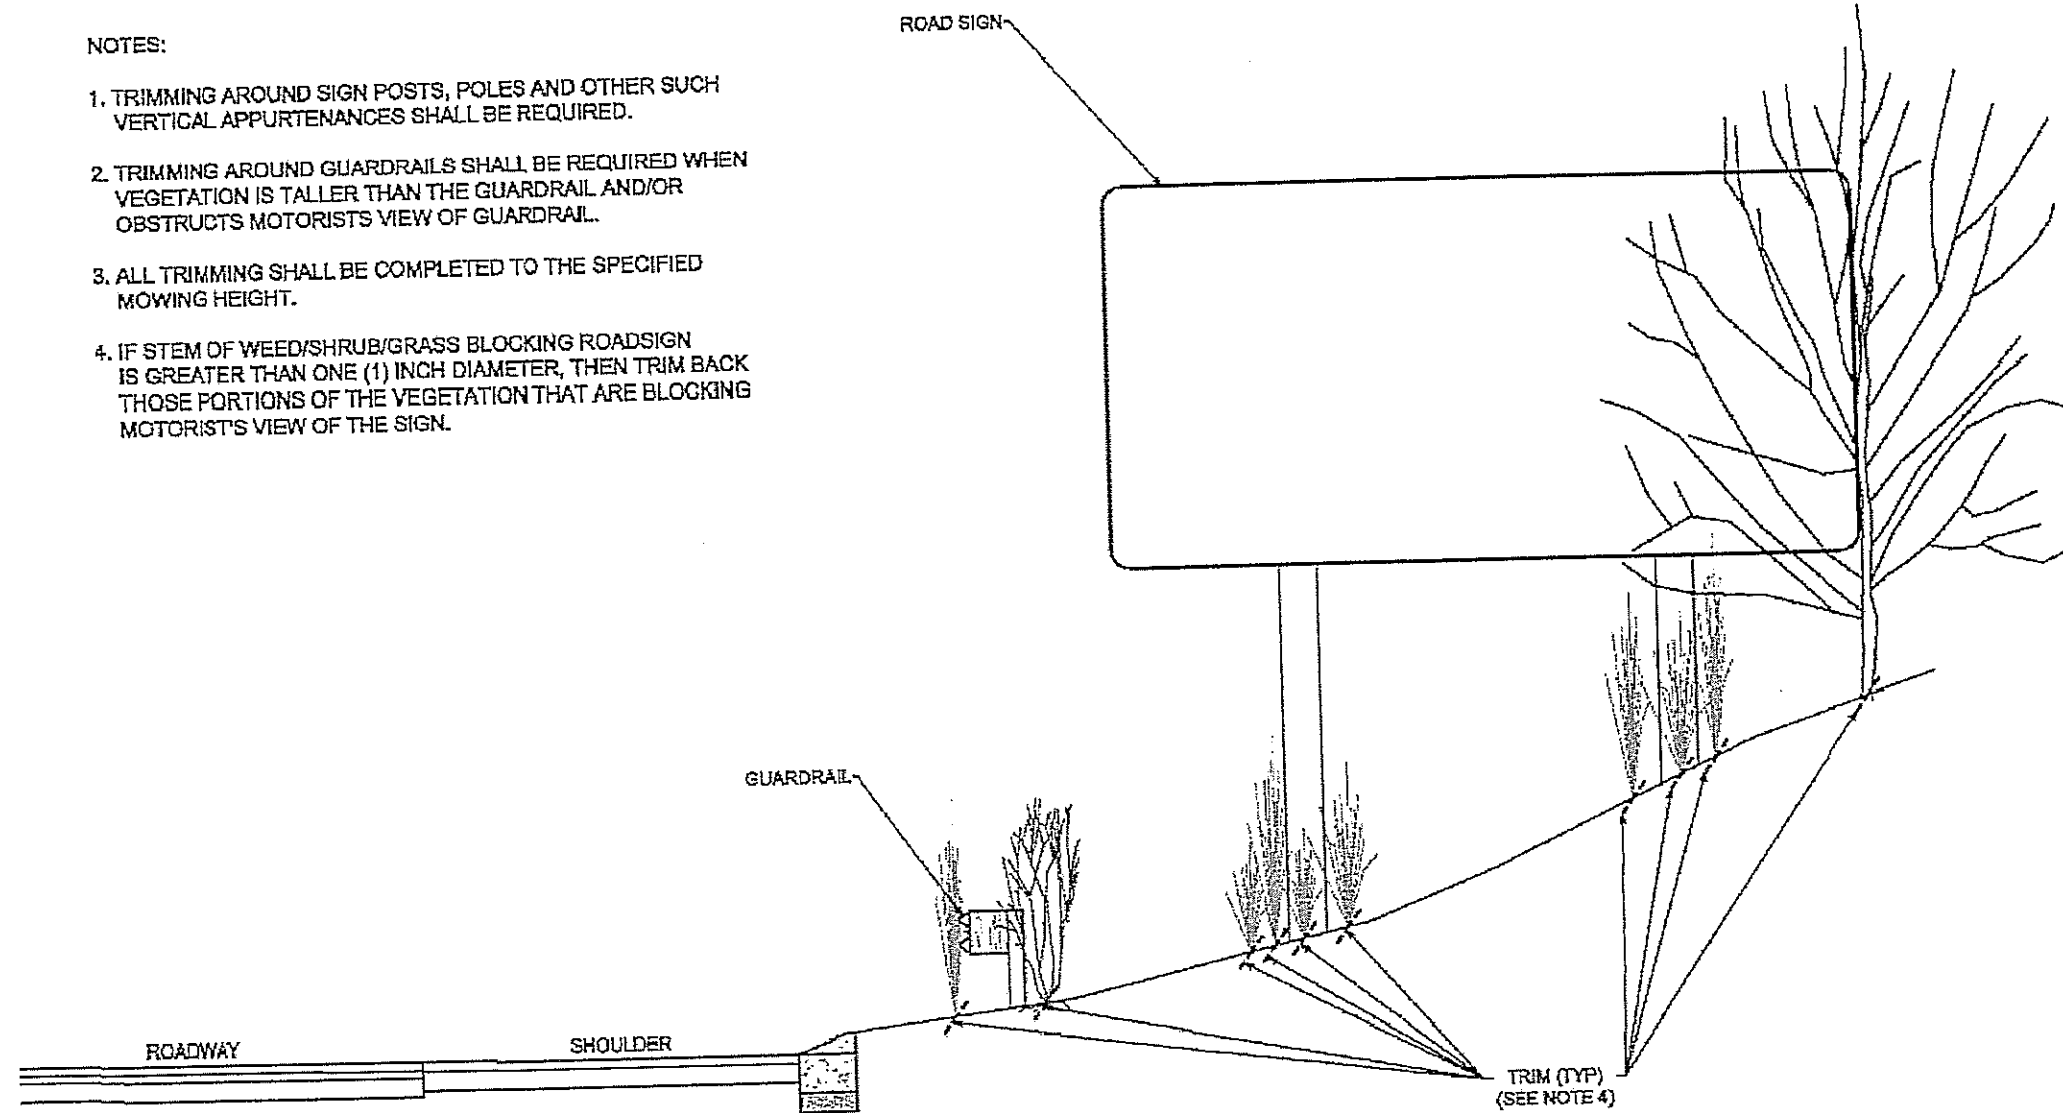 NOTES:
1. TRIMMING AROUND SIGN POSTS, POLES AND OTHER SUCH
VERTICAL APPURTENANCES SHALL BE REQUIRED.
2. TRIMMING AROUND GUARDRAILS SHALL BE REQUIRED WHEN
VEGETATION IS TALLER THAN THE GUARDRAIL AND/OR
OBSTRUCTS MOTORISTS VIEW OF GUARDRAIL.
3. ALL TRIMMING SHALL BE COMPLETED TO THE SPECIFIED
MOWING HEIGHT.
4. IF STEM OF WEED/SHRUB/GRASS BLOCKING ROADSIGN
IS GREATER THAN ONE (1) INCH DIAMETER, THEN TRIM BACK
THOSE PORTIONS OF THE VEGETATION THAT ARE BLOCKING
MOTORIST'S VIEW OF THE SIGN.
ROAD SIGN
GUARDRAIL
ROADWAY
SHOULDER
TRIM (TYP)
(SEE NOTE 4)